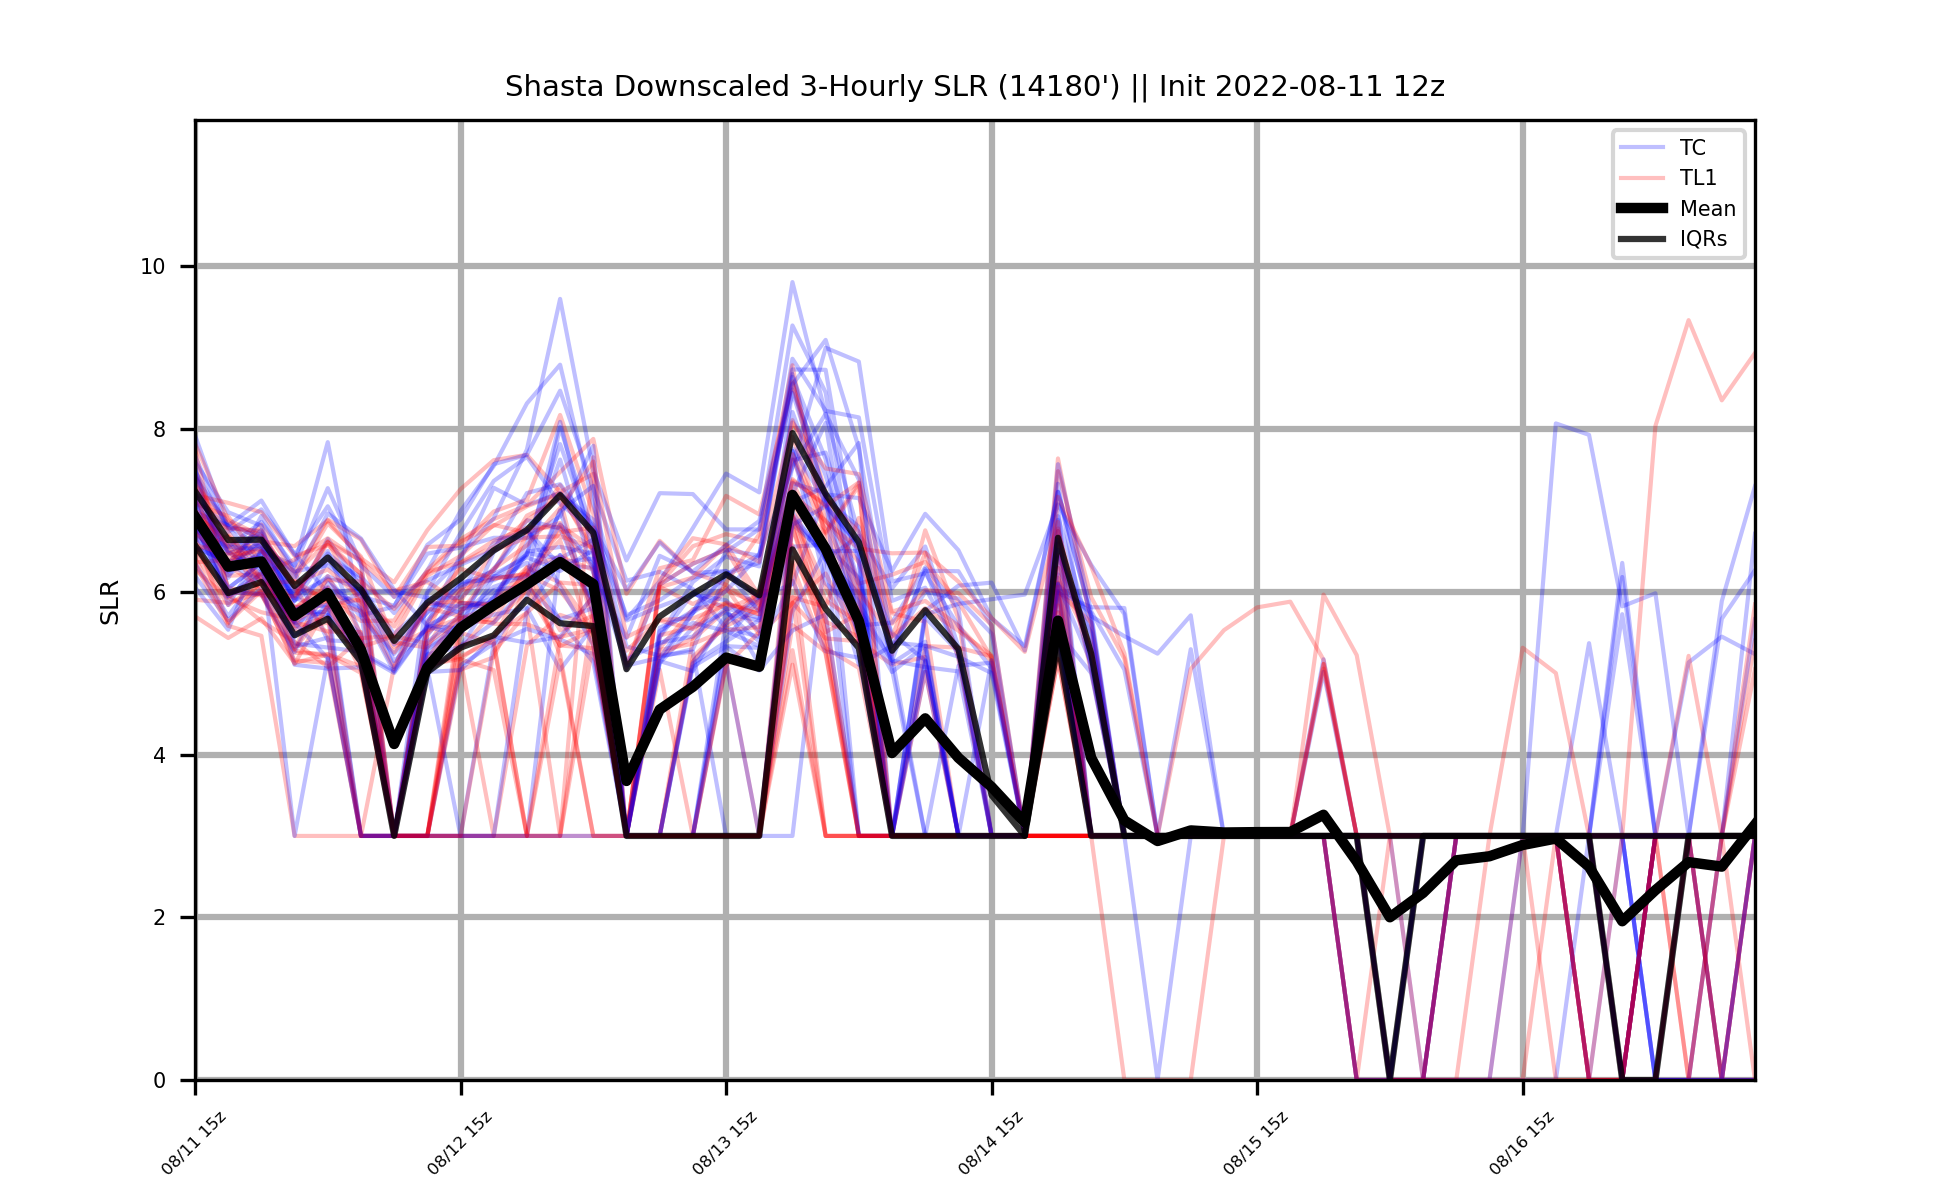 Shasta Downscaled 3-Hourly SLR (14180') || Init 2022-08-11 12z
TC
TL1
Mean
IQRs
SLR
10
8
6
4
2
0
08/11 15z
08/12 15z
08/13 15z
08/14 15z
08/15 15z
08/16 15z